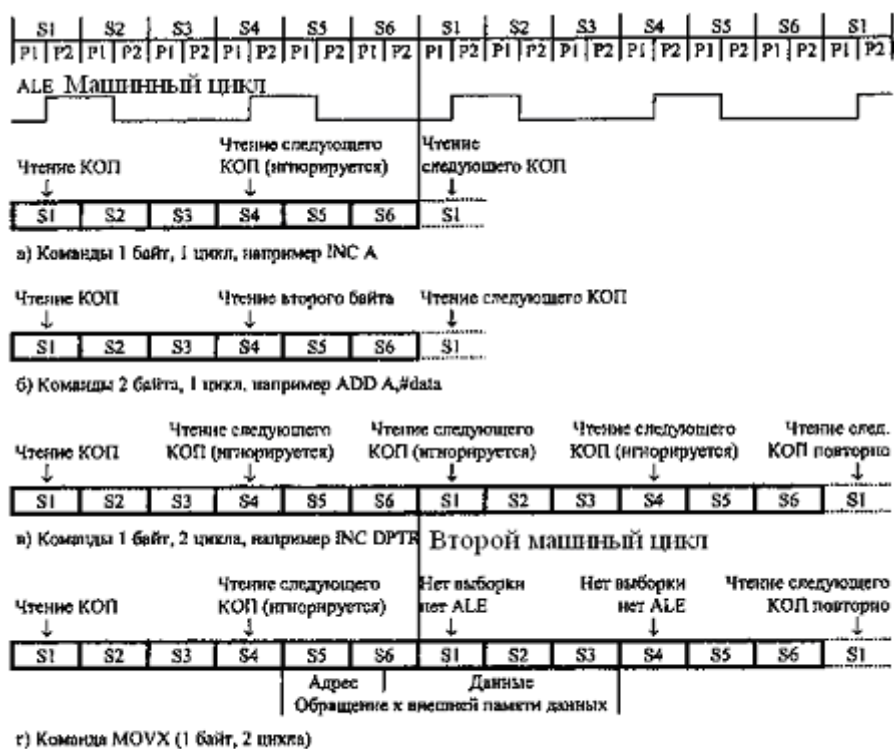 S1 S2 S3 S4 S5 S6 S1 S2 S3 S4 S5 S6 S1
P1 P2 P1 P2 P1 P2 P1 P2 P1 P2 P1 P2 P1 P2 P1 P2 P1 P2 P1 P2 P1 P2 P1 P2 P1 P2
ALE Машинный цикл
Чтение КОП
Чтение следующего
КОП (игнорируется)
Чтение
следующего КОП
S1 S2 S3 S4 S5 S6 S1
а) Команды 1 байт, 1 цикл, например INC A
Чтение КОП Чтение второго байта Чтение следующего КОП
S1 S2 S3 S4 S5 S6 S1
б) Команды 2 байта, 1 цикл, например ADD A,#data
Чтение КОП
Чтение следующего
КОП (игнорируется)
Чтение следующего
КОП (игнорируется)
Чтение следующего
КОП (игнорируется)
Чтение след.
КОП повторно
S1 S2 S3 S4 S5 S6 S1 S2 S3 S4 S5 S6 S1
в) Команды 1 байт, 2 цикла, например INC DPTR
Второй машиный цикл
Чтение КОП
Чтение следующего
КОП (игнорируется)
Нет выборки
нет ALE
Нет выборки
нет ALE
Чтение следующего
КОП повторно
S1 S2 S3 S4 S5 S6 S1 S2 S3 S4 S5 S6 S1
Адрес Данные
Обращение к внешней памяти данных
г) Команда MOVX (1 байт, 2 цикла)